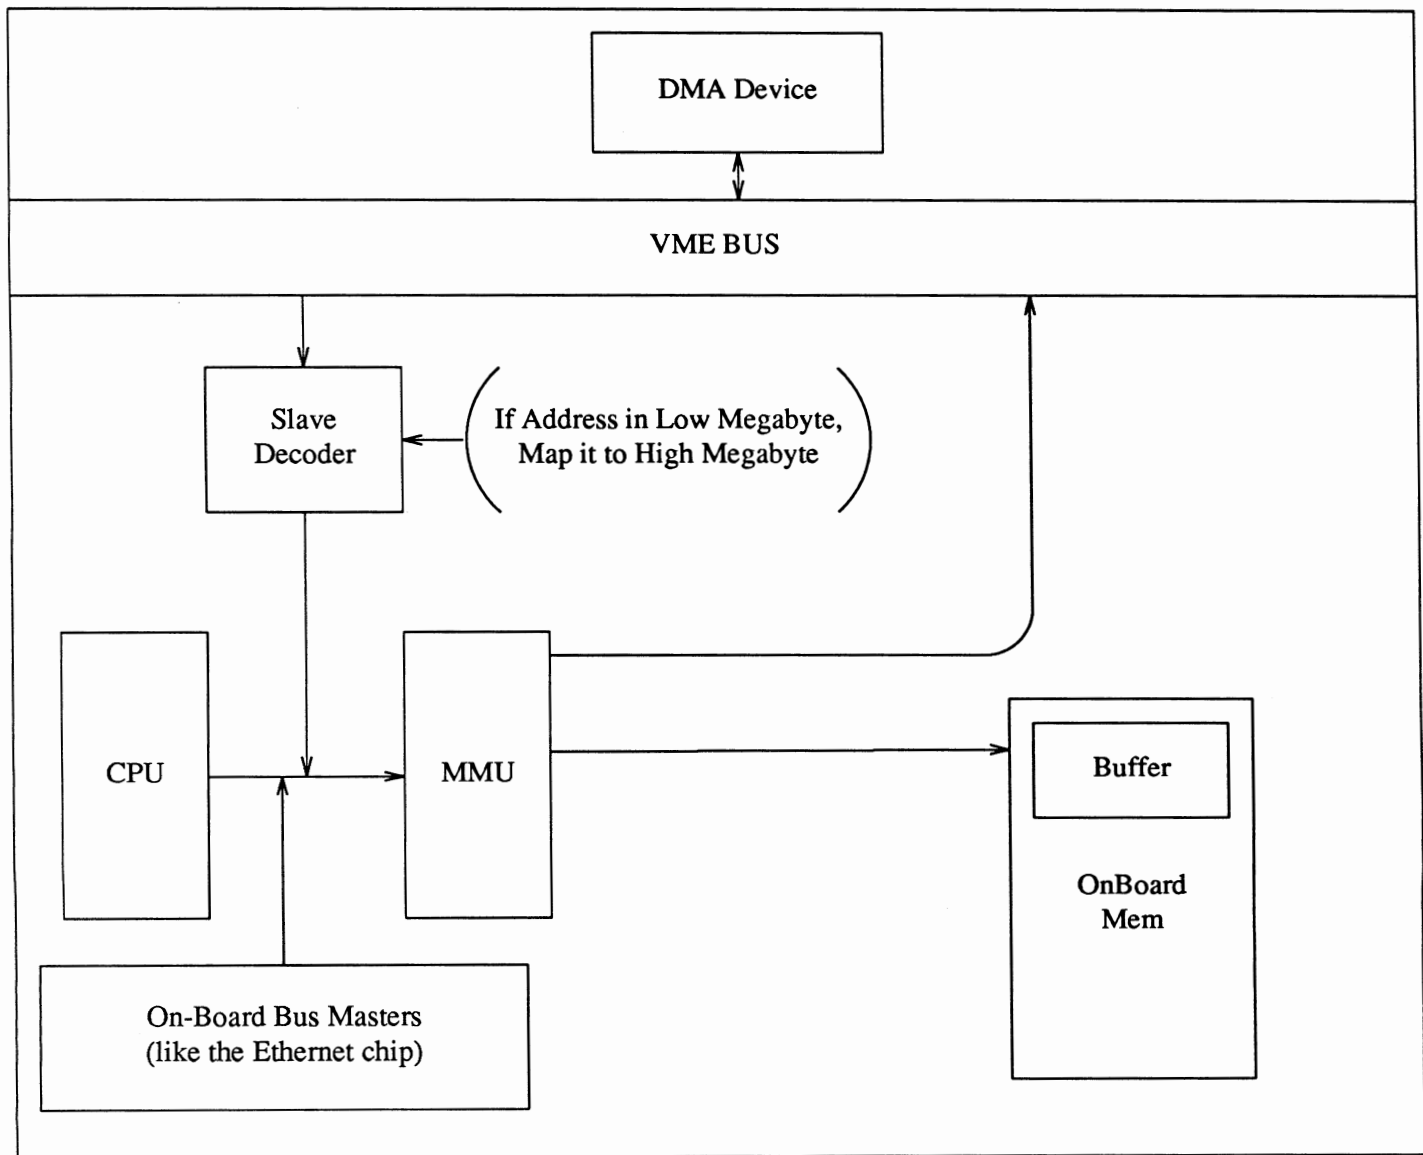 DMA Device
VME BUS
Slave
Decoder
If Address in Low Megabyte,
Map it to High Megabyte
CPU
MMU
Buffer
OnBoard
Mem
On-Board Bus Masters
(like the Ethernet chip)